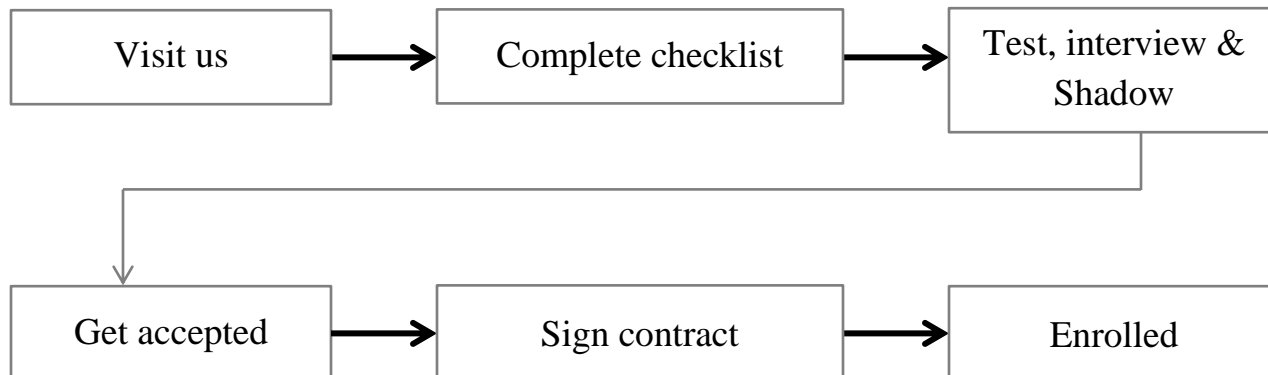 Visit us
Complete checklist
Test, interview &
Shadow
Get accepted
Sign contract
Enrolled